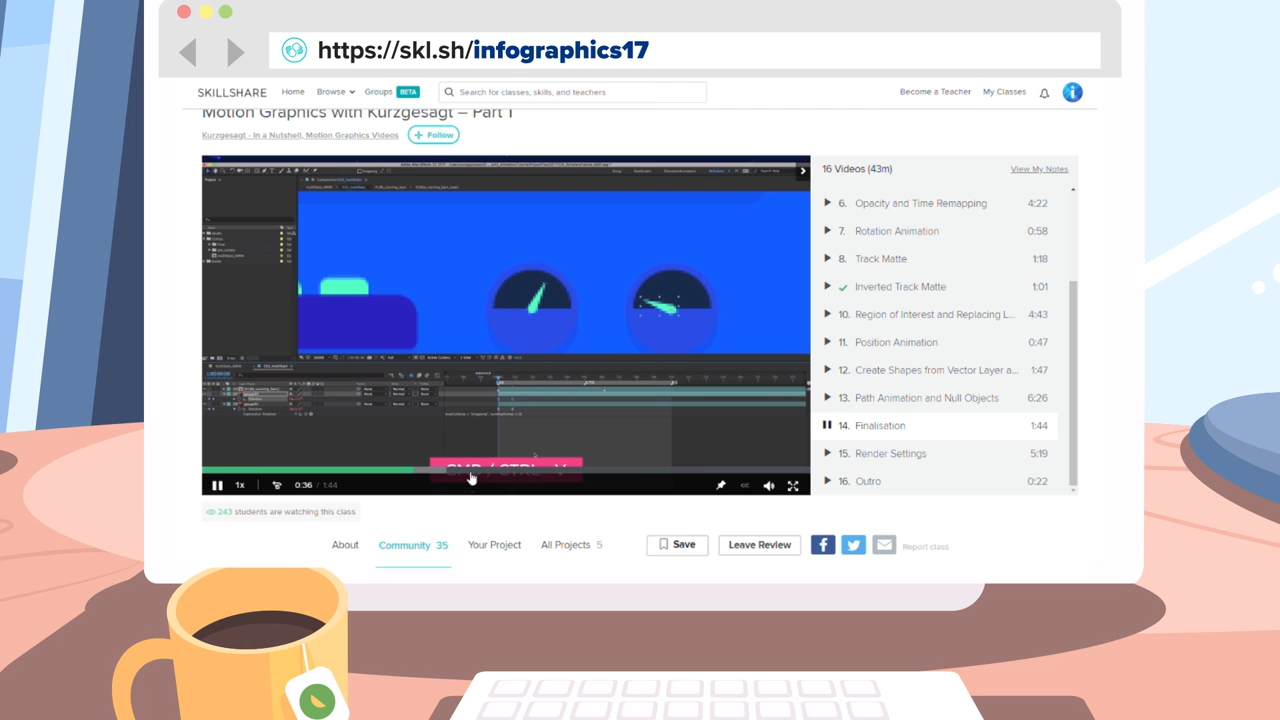 https://skl.sh/infographics17
SKILLSHARE Home Browse Groups BETA Search for classes, skills, and teachers Become a Teacher My Classes
Motion Graphics with Kurzgesagt – Part 1
Kurzgesagt - In a Nutshell, Motion Graphics Videos + Follow
16 Videos (43m) View My Notes
6. Opacity and Time Remapping 4:22
7. Rotation Animation 0:58
8. Track Matte 1:18
Inverted Track Matte 1:01
10. Region of Interest and Replacing L... 4:43
11. Position Animation 0:47
12. Create Shapes from Vector Layer a... 1:47
13. Path Animation and Null Objects 6:26
14. Finalisation 1:44
15. Render Settings 5:19
16. Outro 0:22
CMD / CTRL - V
1x 0:36 / 1:44 CC
243 students are watching this class
About Community 35 Your Project All Projects 5 Save Leave Review Report class